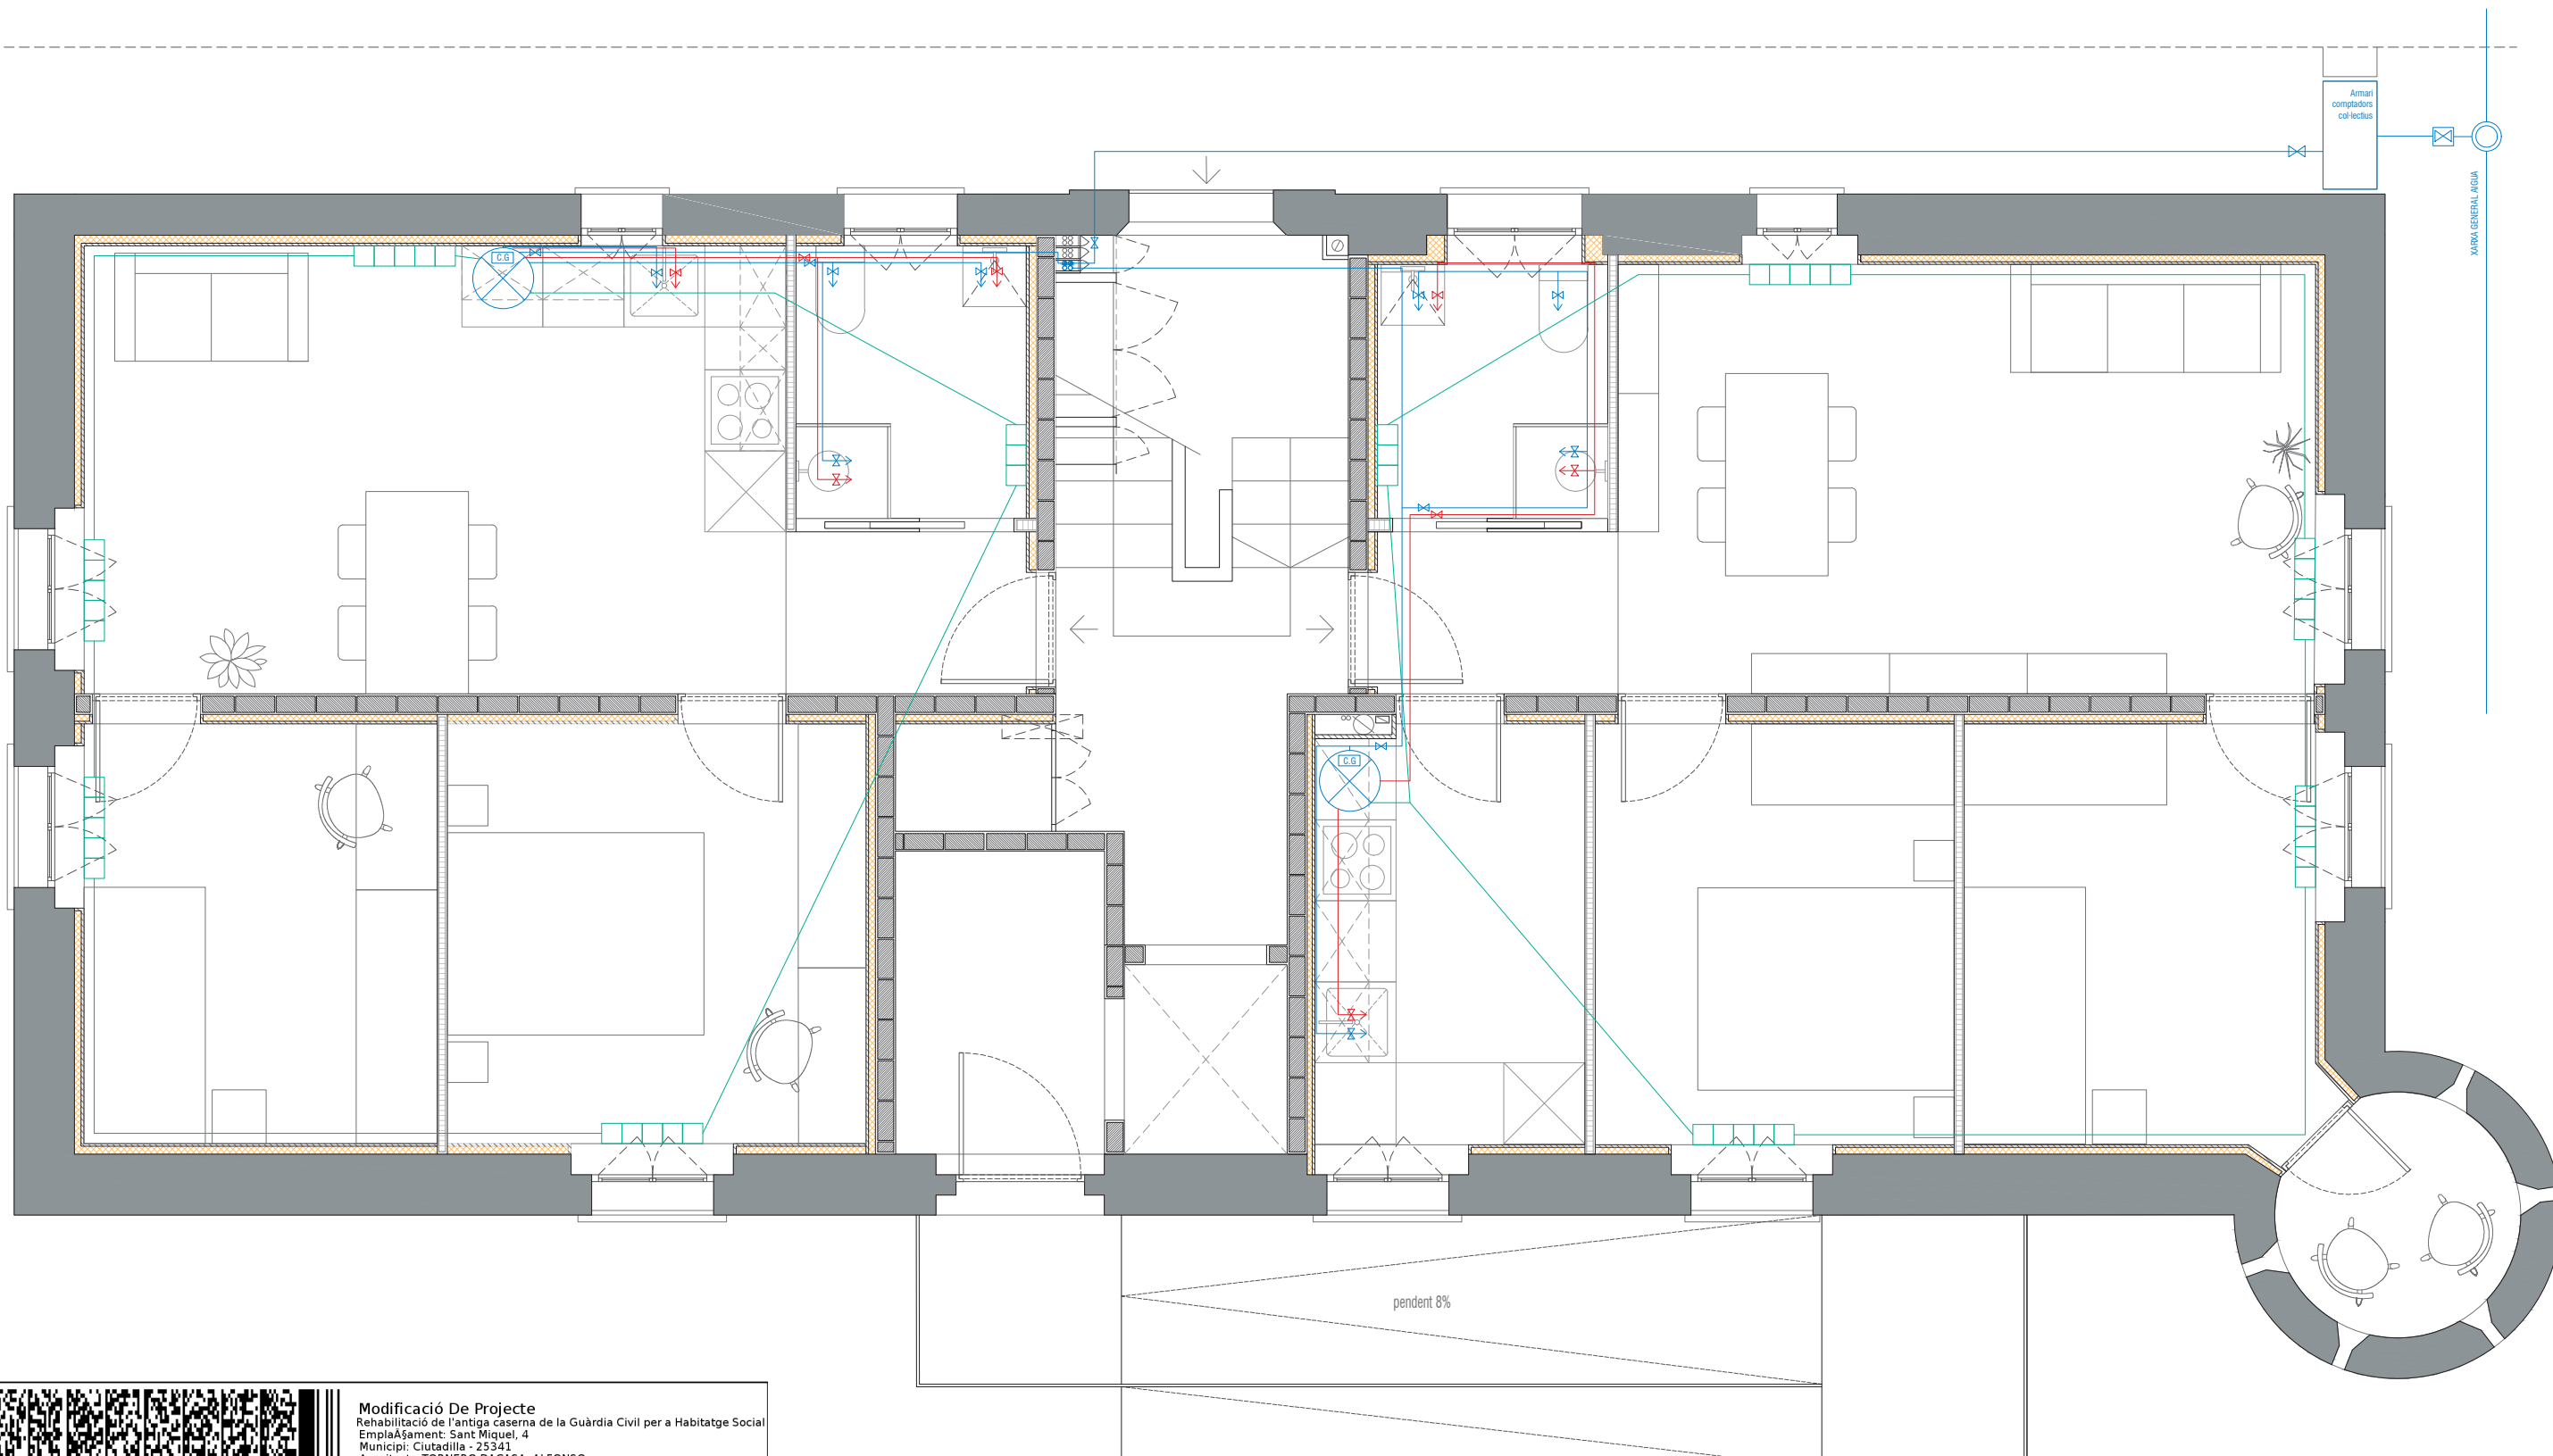 Armari
comptadors
col·lectius
XARXA GENERAL AIGUA
C.G
C.G
pendent 8%
Modificació De Projecte
Rehabilitació de l'antiga caserna de la Guàrdia Civil per a Habitatge Social
EmplaÃ§ament: Sant Miquel, 4
Municipi: Ciutadilla - 25341